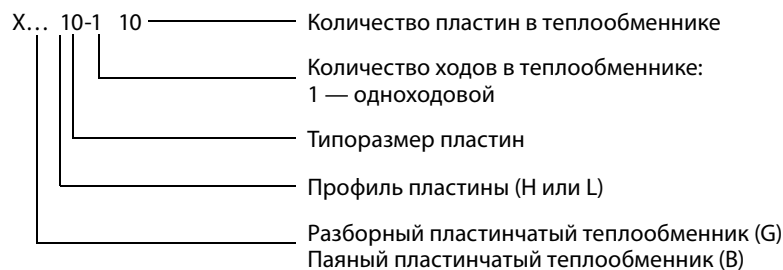 X… 10-1 10 Количество пластин в теплообменнике
Количество ходов в теплообменнике:
1 — одноходовой
Типоразмер пластин
Профиль пластины (H или L)
Разборный пластинчатый теплообменник (G)
Паяный пластинчатый теплообменник (B)